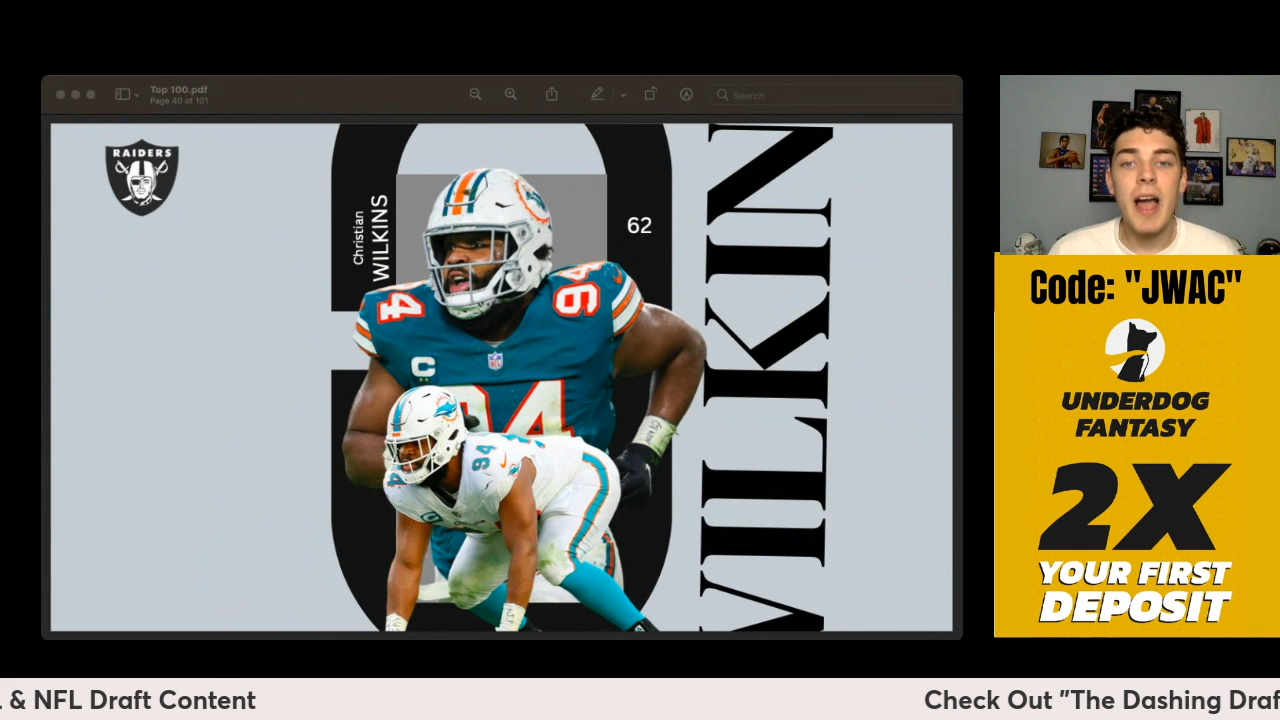 Top 100.pdf
Page 40 of 101
Search
RAIDERS
Christian
WILKINS
62
94
C
94
94
C
WILKIN
Code: "JWAC"
UNDERDOG
FANTASY
2X
YOUR FIRST
DEPOSIT
& NFL Draft Content
Check Out "The Dashing Draf